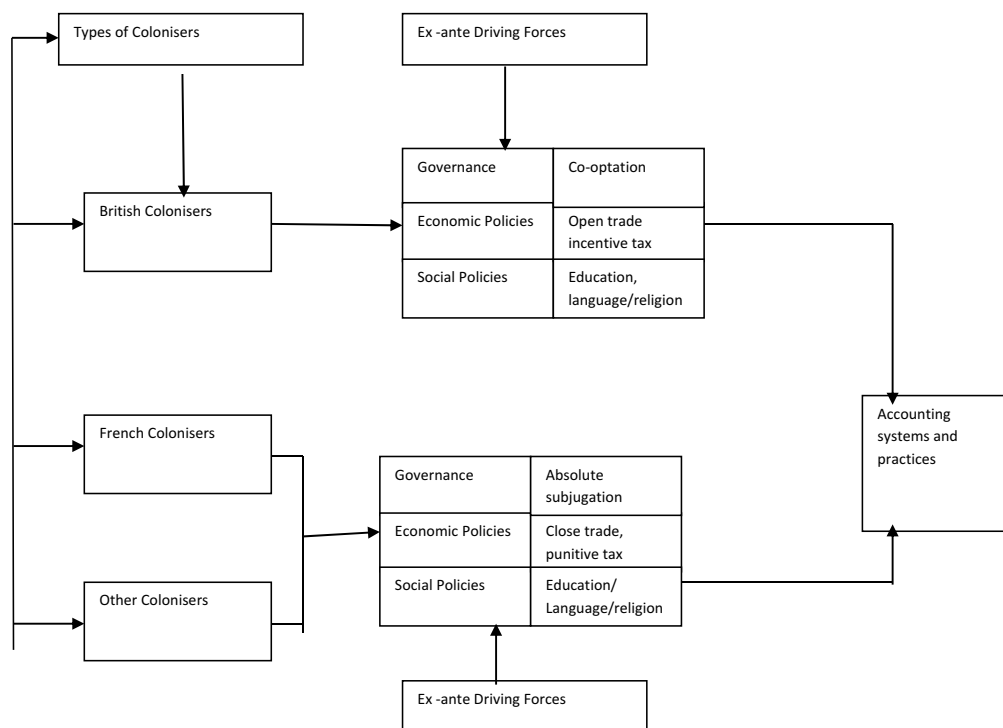 Types of Colonisers
Ex -ante Driving Forces
Governance
Co-optation
British Colonisers
Economic Policies
Open trade
incentive tax
Social Policies
Education,
language/religion
Accounting
systems and
practices
French Colonisers
Governance
Absolute
subjugation
Economic Policies
Close trade,
punitive tax
Other Colonisers
Social Policies
Education/
Language/religion
Ex -ante Driving Forces